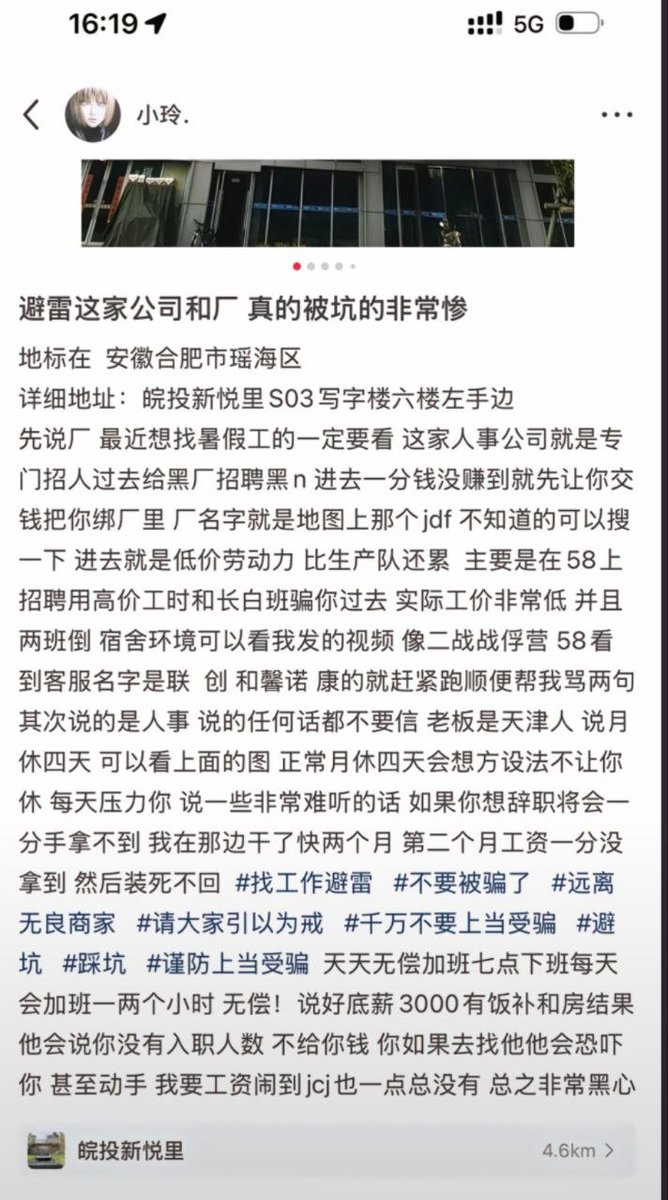 16:19
5G
小玲.
避雷这家公司和厂 真的被坑的非常惨
地标在 安徽合肥市瑶海区
详细地址：皖投新悦里S03写字楼六楼左手边
先说厂 最近想找暑假工的一定要看 这家人事公司就是专
门招人过去给黑厂招聘黑n 进去一分钱没赚到就先让你交
钱把你绑厂里 厂名字就是地图上那个jdf 不知道的可以搜
一下 进去就是低价劳动力 比生产队还累 主要是在58上
招聘用高价工时和长白班骗你过去 实际工价非常低 并且
两班倒 宿舍环境可以看我发的视频 像二战战俘营 58看
到客服名字是联 创 和馨诺 康的就赶紧跑顺便帮我骂两句
其次说的是人事 说的任何话都不要信 老板是天津人 说月
休四天 可以看上面的图 正常月休四天会想方设法不让你
休 每天压力你 说一些非常难听的话 如果你想辞职将会一
分手拿不到 我在那边干了快两个月 第二个月工资一分没
拿到 然后装死不回 #找工作避雷 #不要被骗了 #远离
无良商家 #请大家引以为戒 #千万不要上当受骗 #避
坑 #踩坑 #谨防上当受骗 天天无偿加班七点下班每天
会加班一两个小时 无偿！说好底薪3000有饭补和房结果
他会说你没有入职人数 不给你钱 你如果去找他他会恐吓
你 甚至动手 我要工资闹到jcj也一点总没有 总之非常黑心
皖投新悦里
4.6km